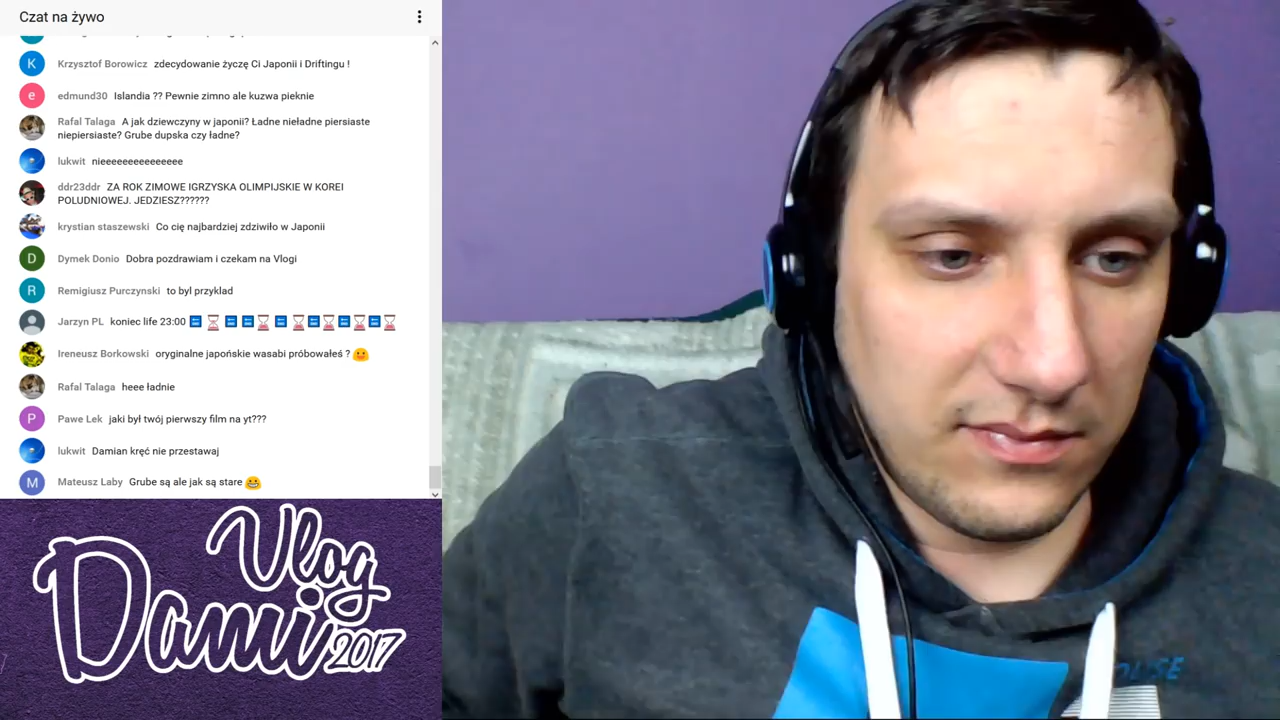 Czat na żywo
K Krzysztof Borowicz zdecydowanie życzę Ci Japonii i Driftingu !
e edmund30 Islandia ?? Pewnie zimno ale kuzwa pieknie
Rafal Talaga A jak dziewczyny w japonii? Ładne nieładne piersiaste
niepiersiaste? Grube dupska czy ładne?
lukwit nieeeeeeeeeeeeeee
ddr23ddr ZA ROK ZIMOWE IGRZYSKA OLIMPIJSKIE W KOREI
POLUDNIOWEJ. JEDZIESZ??????
krystian staszewski Co cię najbardziej zdziwiło w Japonii
D Dymek Donio Dobra pozdrawiam i czekam na Vlogi
R Remigiusz Purczynski to byl przyklad
Jarzyn PL koniec life 23:00
Ireneusz Borkowski oryginalne japońskie wasabi próbowałeś ?
Rafal Talaga heee ładnie
P Pawe Lek jaki był twój pierwszy film na yt???
lukwit Damian kręć nie przestawaj
M Mateusz Laby Grube są ale jak są stare
Vlog
Dami
2017